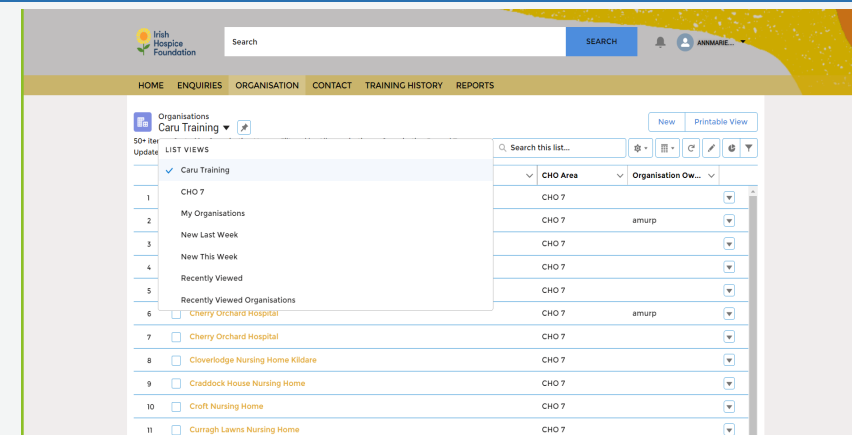 Irish
Hospice
Foundation
Search
SEARCH
ANNMARIE...
HOME ENQUIRIES ORGANISATION CONTACT TRAINING HISTORY REPORTS
Organisations
Caru Training
New Printable View
50+ ite
Update
Search this list...
LIST VIEWS
Caru Training
CHO 7
My Organisations
New Last Week
New This Week
Recently Viewed
Recently Viewed Organisations
CHO Area Organisation Ow...
1 CHO 7
2 CHO 7 amurp
3 CHO 7
4 CHO 7
5 CHO 7
6 Cherry Orchard Hospital CHO 7 amurp
7 Cherry Orchard Hospital CHO 7
8 Cloverlodge Nursing Home Kildare CHO 7
9 Craddock House Nursing Home CHO 7
10 Croft Nursing Home CHO 7
11 Curragh Lawns Nursing Home CHO 7